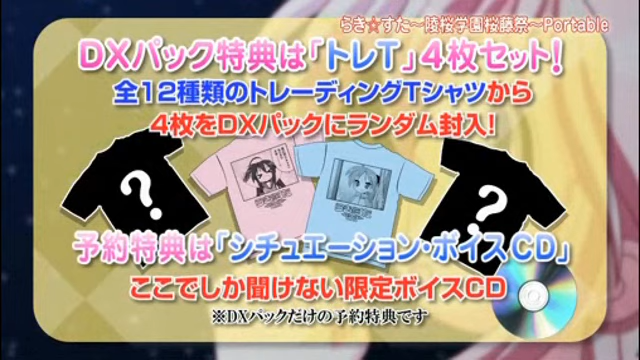 らき☆すた〜陵桜学園桜藤祭〜Portable
DXパック特典は「トレT」4枚セット!
全12種類のトレーディングTシャツから
4枚をDXパックにランダム封入!
?
?
予約特典は「シチュエーション・ボイスCD」
ここでしか聞けない限定ボイスCD
※DXパックだけの予約特典です